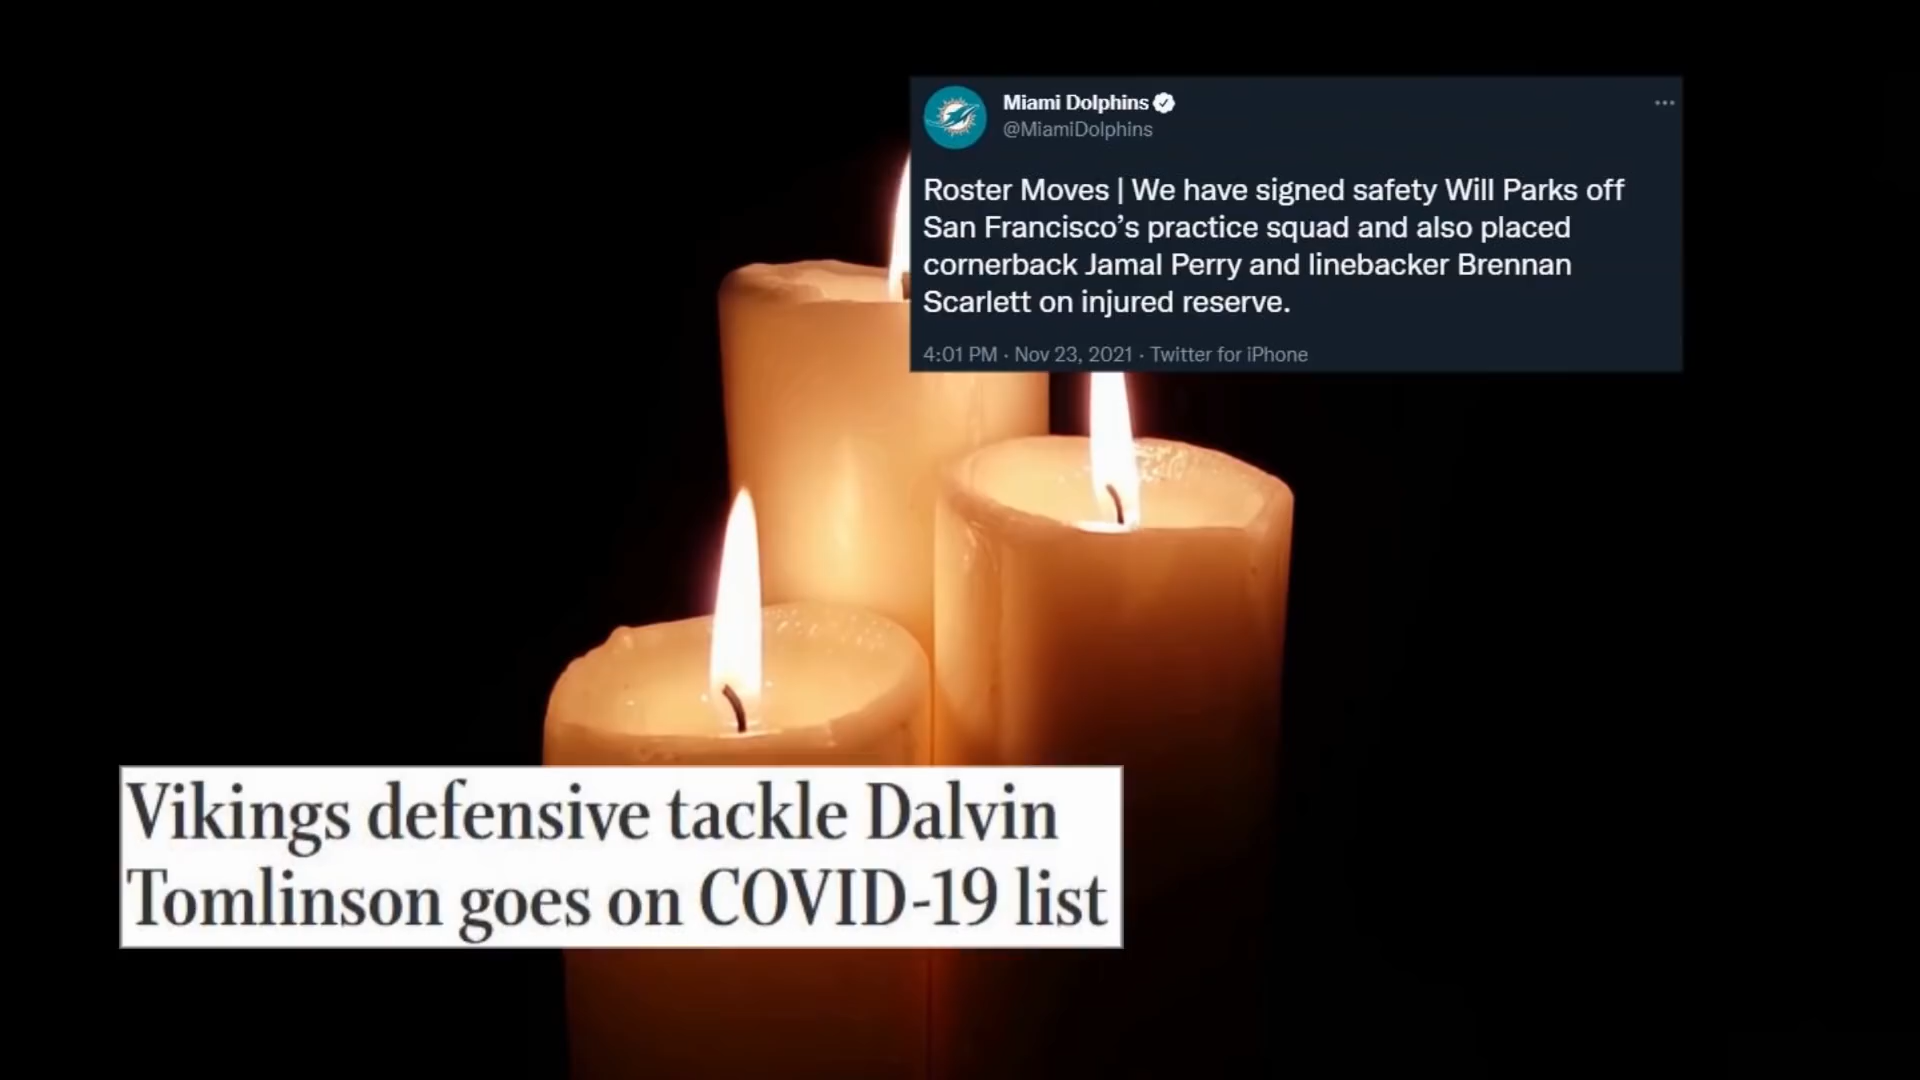 Miami Dolphins
@MiamiDolphins
Roster Moves | We have signed safety Will Parks off
San Francisco’s practice squad and also placed
cornerback Jamal Perry and linebacker Brennan
Scarlett on injured reserve.
4:01 PM · Nov 23, 2021 · Twitter for iPhone
Vikings defensive tackle Dalvin
Tomlinson goes on COVID-19 list